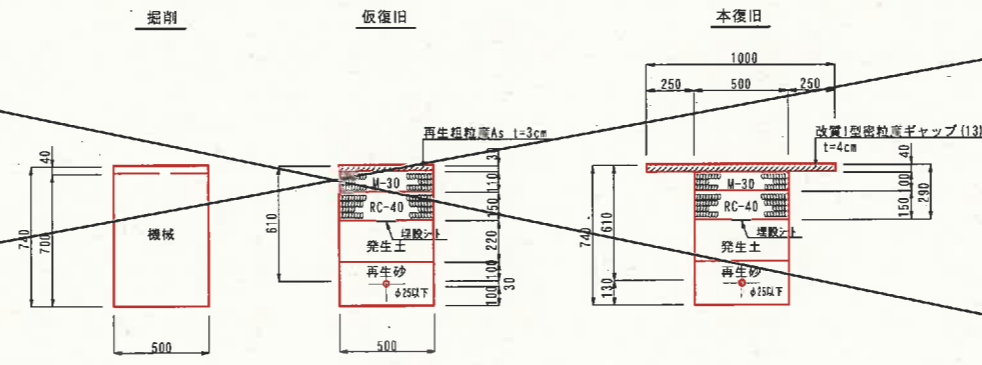 掘削
仮復旧
本復旧
40
700
740
機械
500
再生粗粒度As t=3cm
30
110
150
220
100
30
100
610
M-30
RC-40
埋設シート
発生土
再生砂
φ25以下
500
1000
250
500
250
改質Ⅰ型密粒度ギャップ(13)
t=4cm
40
100
150
290
740
610
130
M-30
RC-40
埋設シート
発生土
再生砂
φ25以下